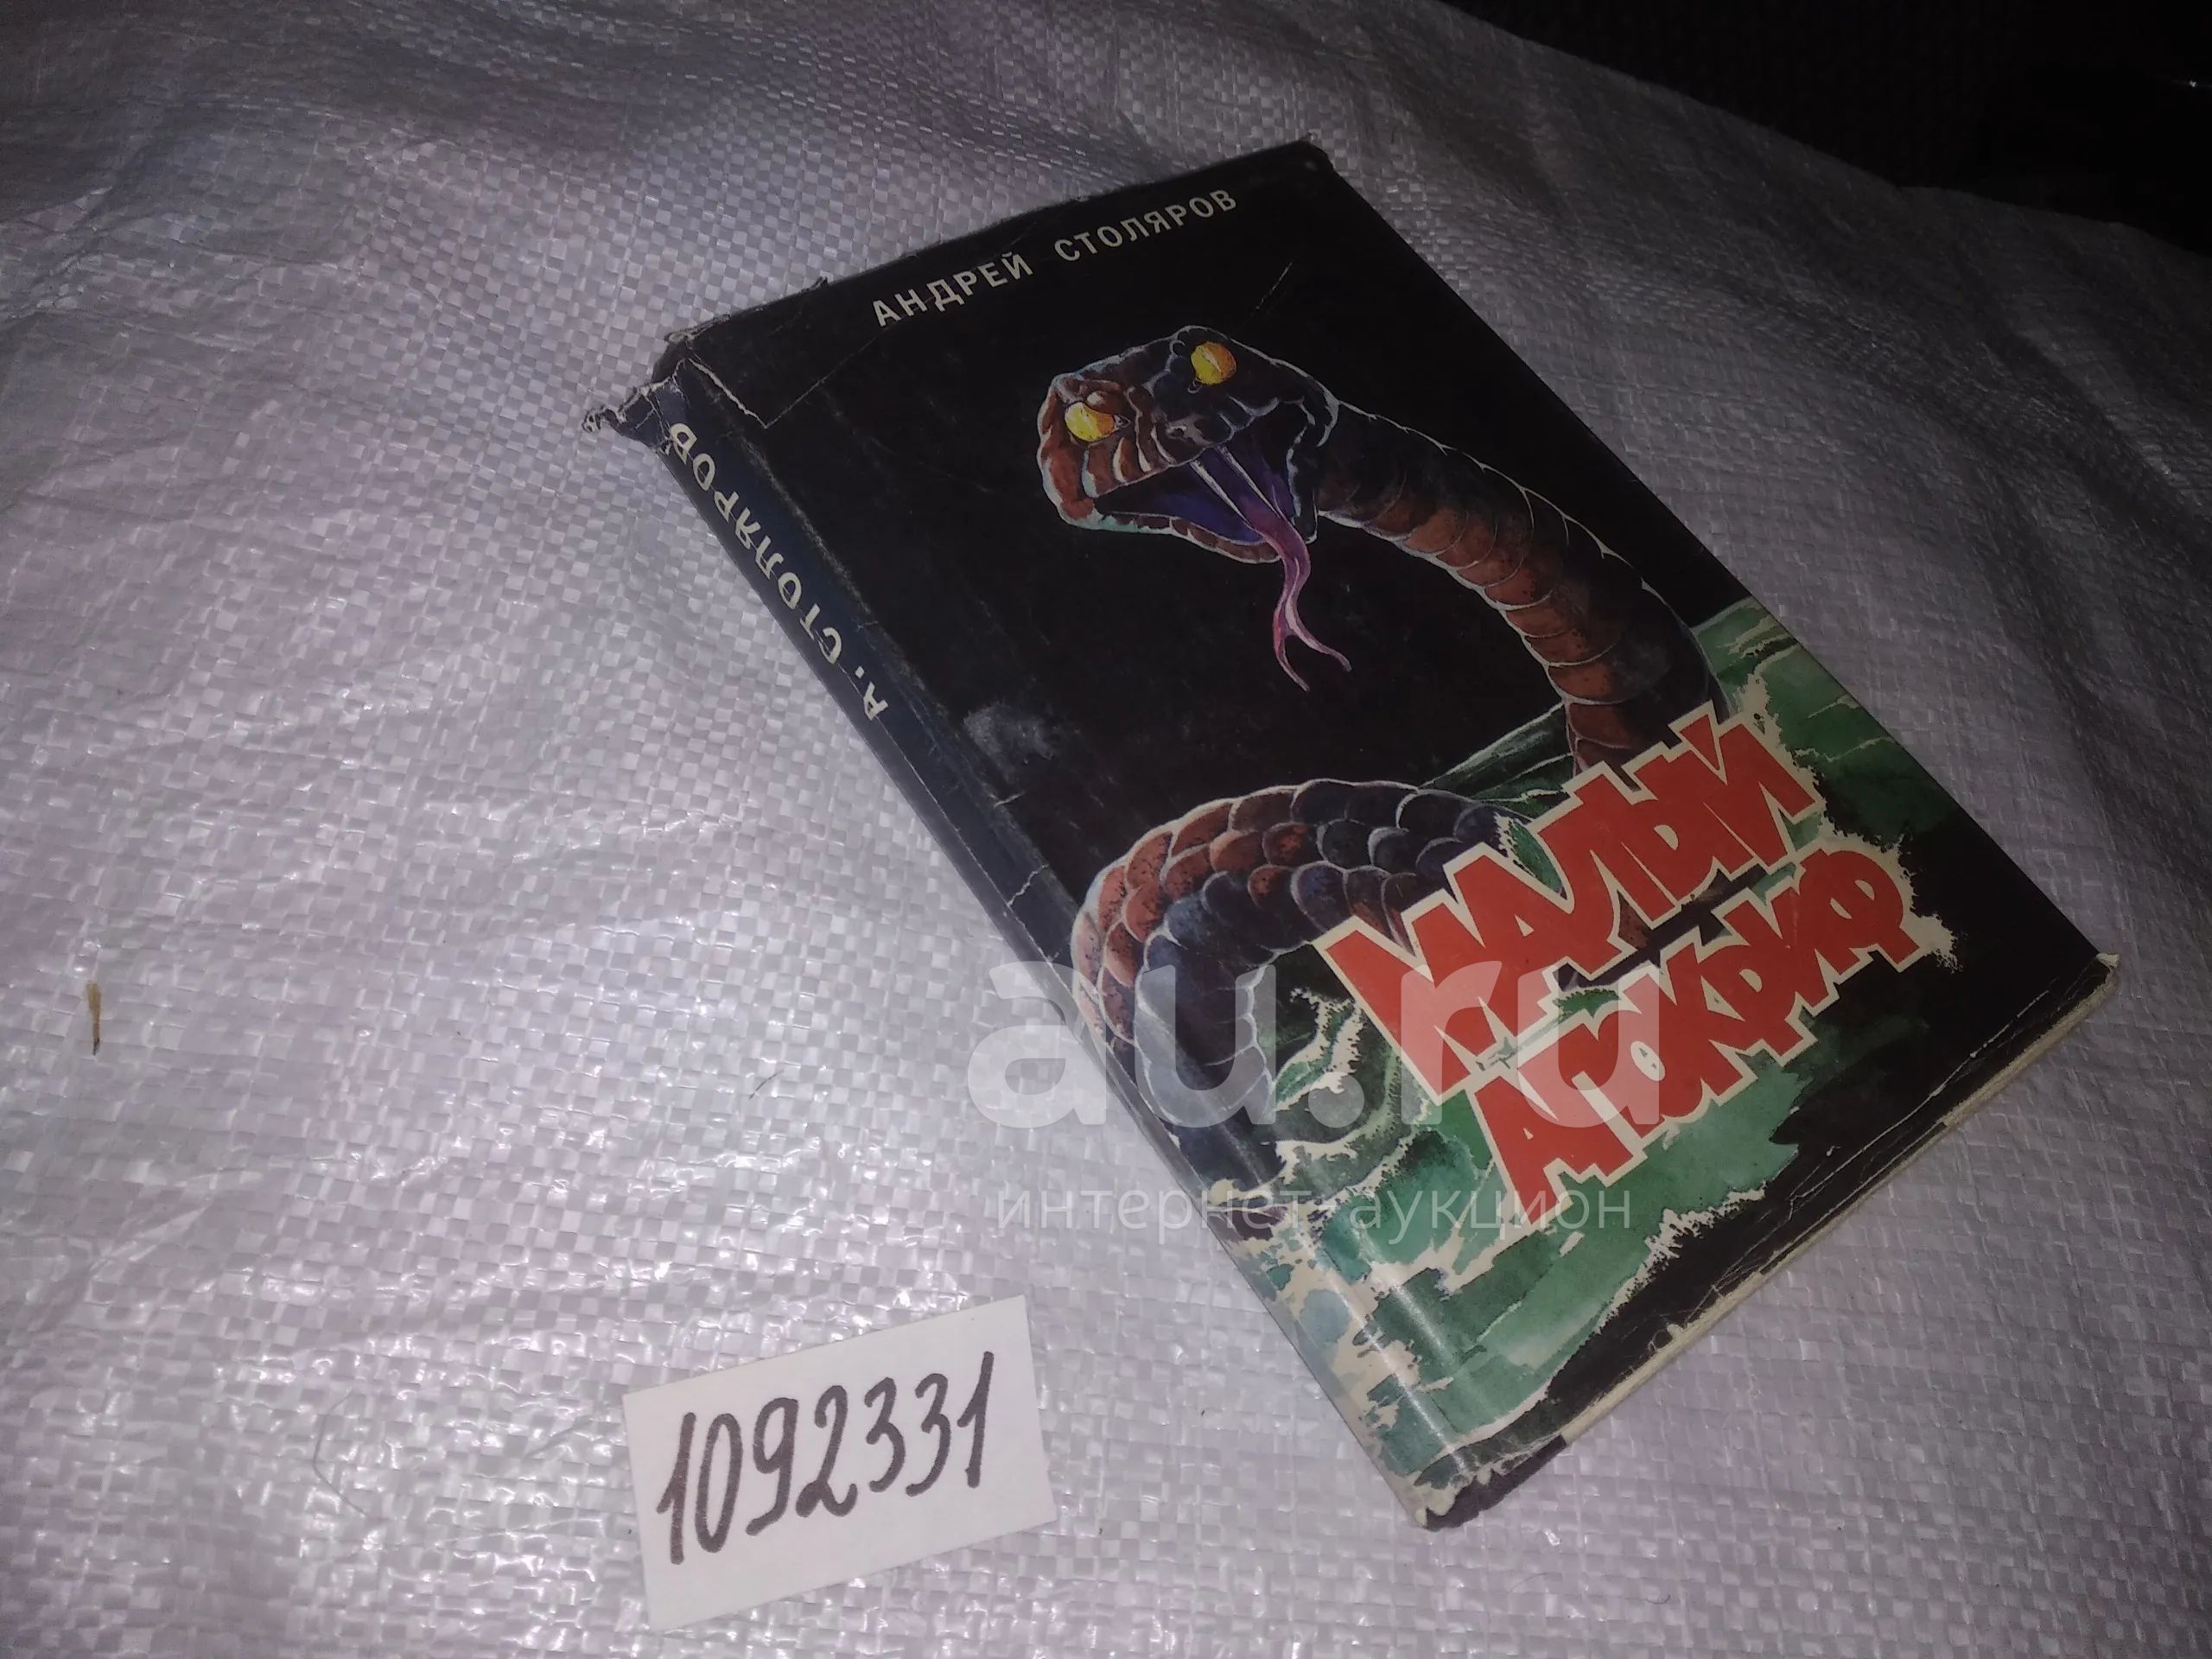 АНДРЕЙ СТОЛЯРОВ
А. СТОЛЯРОВ
МАЛЫЙ
АПОКРИФ
au.ru
интернет-аукцион
1092331